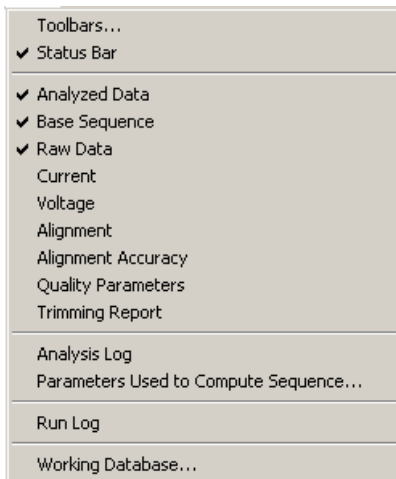 Toolbars...
Status Bar
Analyzed Data
Base Sequence
Raw Data
Current
Voltage
Alignment
Alignment Accuracy
Quality Parameters
Trimming Report
Analysis Log
Parameters Used to Compute Sequence...
Run Log
Working Database...